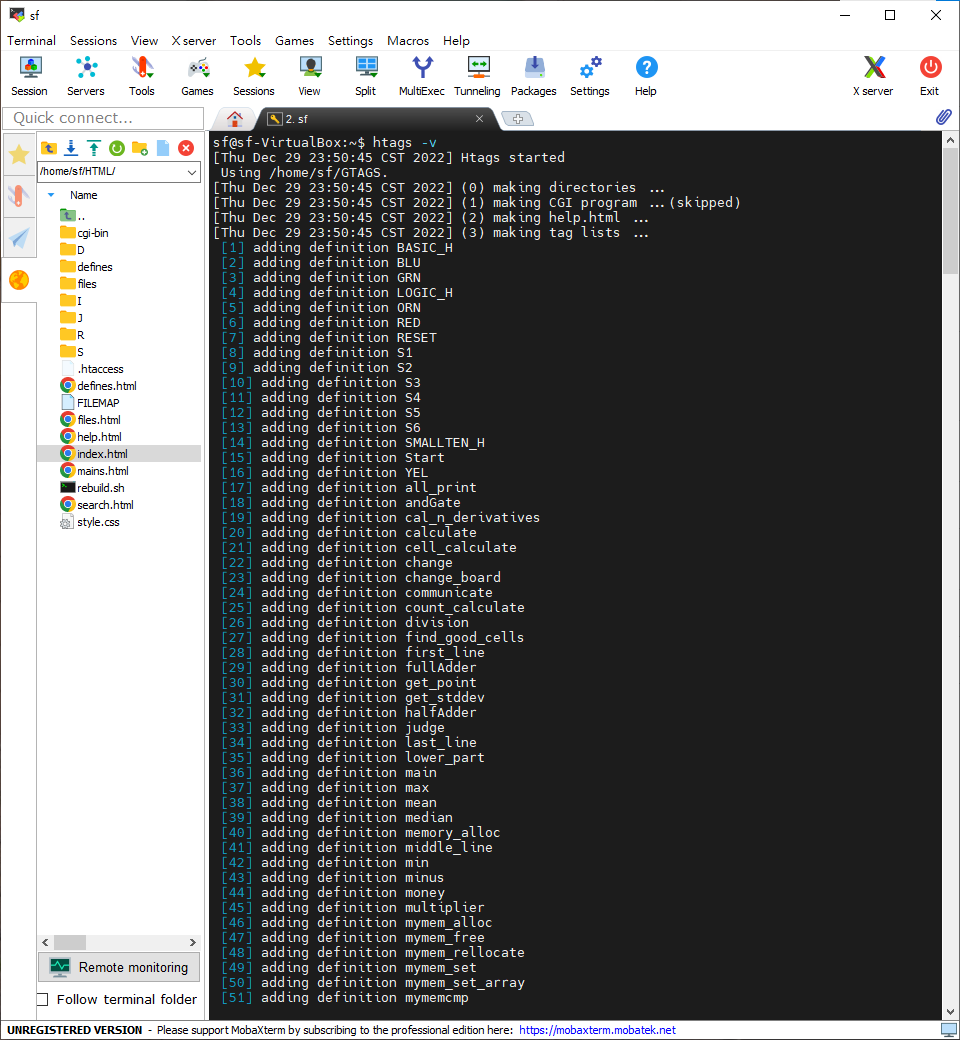 sf
Terminal Sessions View X server Tools Games Settings Macros Help
Session Servers Tools Games Sessions View Split MultiExec Tunneling Packages Settings Help X server Exit
Quick connect...
2. sf
/home/sf/HTML/
Name
..
cgi-bin
D
defines
files
I
J
R
S
.htaccess
defines.html
FILEMAP
files.html
help.html
index.html
mains.html
rebuild.sh
search.html
style.css
Remote monitoring
Follow terminal folder
sf@sf-VirtualBox:~$ htags -v
[Thu Dec 29 23:50:45 CST 2022] Htags started
Using /home/sf/GTAGS.
[Thu Dec 29 23:50:45 CST 2022] (0) making directories ...
[Thu Dec 29 23:50:45 CST 2022] (1) making CGI program ...(skipped)
[Thu Dec 29 23:50:45 CST 2022] (2) making help.html ...
[Thu Dec 29 23:50:45 CST 2022] (3) making tag lists ...
[1] adding definition BASIC_H
[2] adding definition BLU
[3] adding definition GRN
[4] adding definition LOGIC_H
[5] adding definition ORN
[6] adding definition RED
[7] adding definition RESET
[8] adding definition S1
[9] adding definition S2
[10] adding definition S3
[11] adding definition S4
[12] adding definition S5
[13] adding definition S6
[14] adding definition SMALLTEN_H
[15] adding definition Start
[16] adding definition YEL
[17] adding definition all_print
[18] adding definition andGate
[19] adding definition cal_n_derivatives
[20] adding definition calculate
[21] adding definition cell_calculate
[22] adding definition change
[23] adding definition change_board
[24] adding definition communicate
[25] adding definition count_calculate
[26] adding definition division
[27] adding definition find_good_cells
[28] adding definition first_line
[29] adding definition fullAdder
[30] adding definition get_point
[31] adding definition get_stddev
[32] adding definition halfAdder
[33] adding definition judge
[34] adding definition last_line
[35] adding definition lower_part
[36] adding definition main
[37] adding definition max
[38] adding definition mean
[39] adding definition median
[40] adding definition memory_alloc
[41] adding definition middle_line
[42] adding definition min
[43] adding definition minus
[44] adding definition money
[45] adding definition multiplier
[46] adding definition mymem_alloc
[47] adding definition mymem_free
[48] adding definition mymem_rellocate
[49] adding definition mymem_set
[50] adding definition mymem_set_array
[51] adding definition mymemcmp
UNREGISTERED VERSION - Please support MobaXterm by subscribing to the professional edition here: https://mobaxterm.mobatek.net